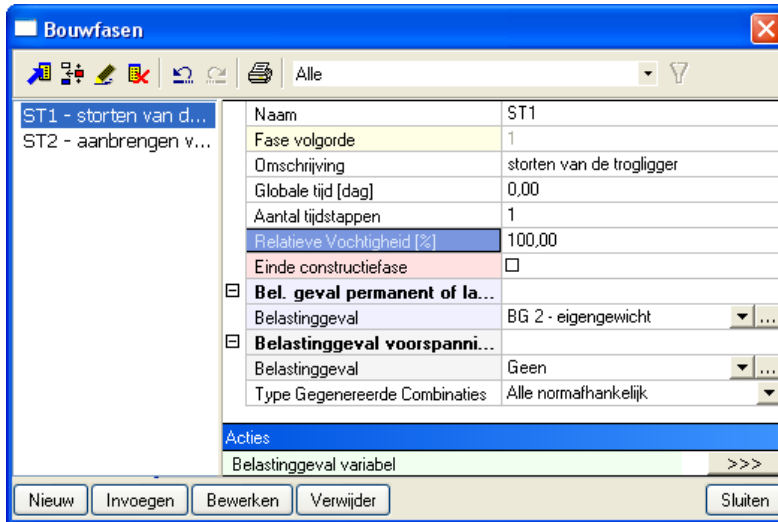 Bouwfasen
Alle
ST1 - storten van d...
ST2 - aanbrengen v...
Naam ST1
Fase volgorde 1
Omschrijving storten van de trogligger
Globale tijd [dag] 0,00
Aantal tijdstappen 1
Relatieve Vochtigheid [%] 100,00
Einde constructiefase
Bel. geval permanent of la...
Belastinggeval BG 2 - eigengewicht ...
Belastinggeval voorspanni...
Belastinggeval Geen ...
Type Gegenereerde Combinaties Alle normafhankelijk
Acties
Belastinggeval variabel >>>
Nieuw Invoegen Bewerken Verwijder Sluiten